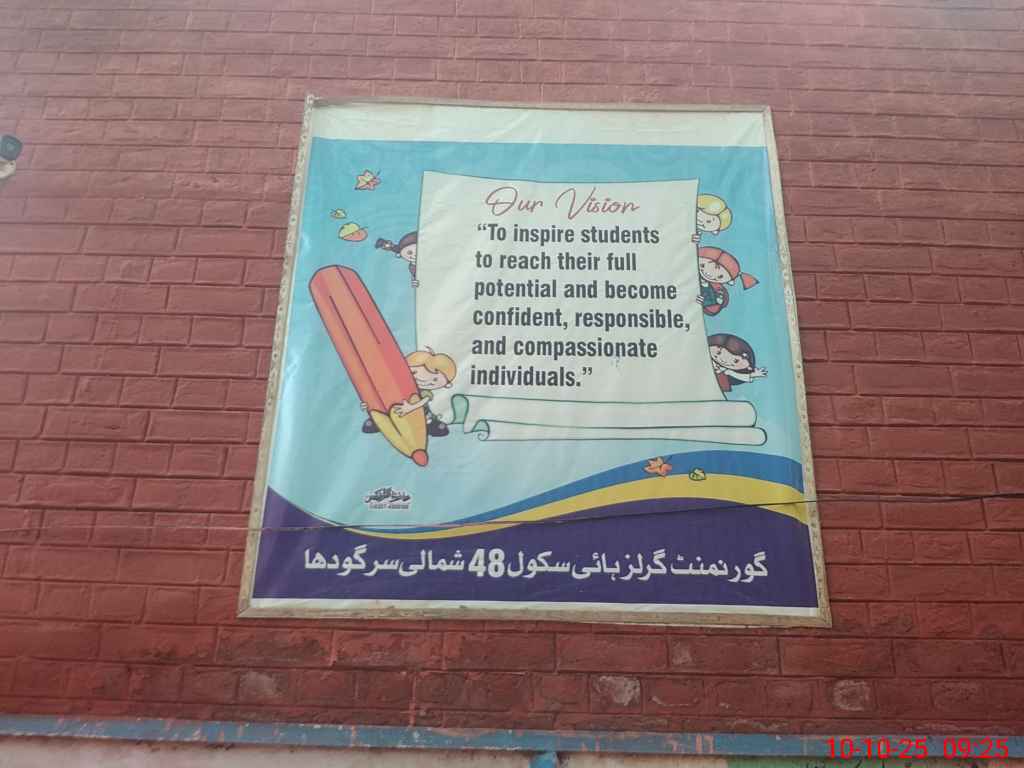 Our Vision
“To inspire students
to reach their full
potential and become
confident, responsible,
and compassionate
individuals.”
گورنمنٹ گرلز ہائی سکول 48 شمالی سرگودھا
10-10-25 09:25